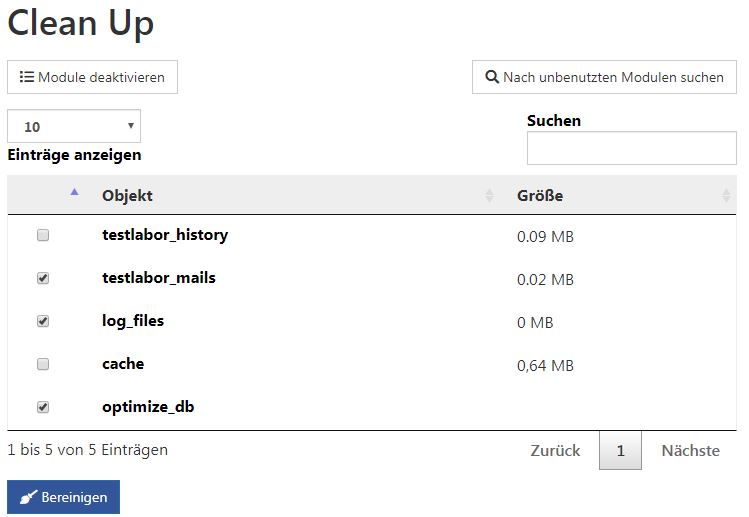 Clean Up
Module deaktivieren
Nach unbenutzten Modulen suchen
10
Einträge anzeigen
Suchen
Objekt Größe
testlabor_history 0.09 MB
testlabor_mails 0.02 MB
log_files 0 MB
cache 0,64 MB
optimize_db
1 bis 5 von 5 Einträgen
Zurück 1 Nächste
Bereinigen